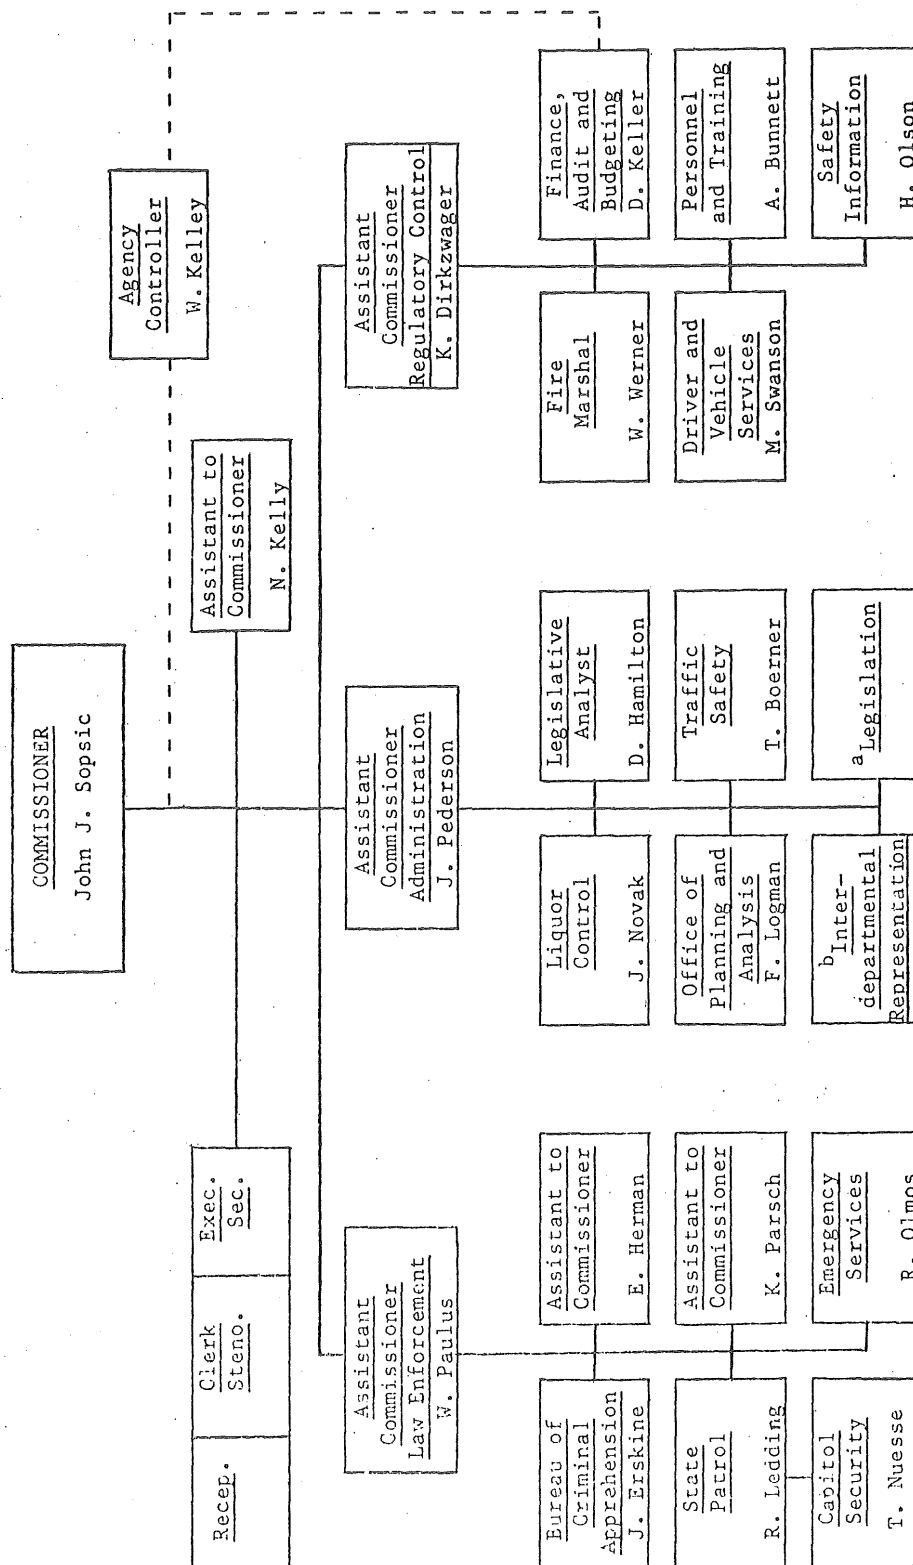 COMMISSIONER
John J. Sopsic
Agency
Controller
W. Kelley
Recep.
Clerk
Steno.
Exec.
Sec.
Assistant to
Commissioner
N. Kelly
Assistant
Commissioner
Law Enforcement
W. Paulus
Assistant
Commissioner
Administration
J. Pederson
Assistant
Commissioner
Regulatory Control
K. Dirkzwager
Bureau of
Criminal
Apprehension
J. Erskine
Assistant to
Commissioner
E. Herman
Liquor
Control
J. Novak
Legislative
Analyst
D. Hamilton
Fire
Marshal
W. Werner
Finance,
Audit and
Budgeting
D. Keller
State
Patrol
R. Ledding
Assistant to
Commissioner
K. Parsch
Office of
Planning and
Analysis
F. Logman
Traffic
Safety
T. Boerner
Driver and
Vehicle
Services
M. Swanson
Personnel
and Training
A. Bunnett
Capitol
Security
T. Nuesse
Emergency
Services
R. Olmos
bInter-
departmental
Representation
aLegislation
Safety
Information
H. Olson